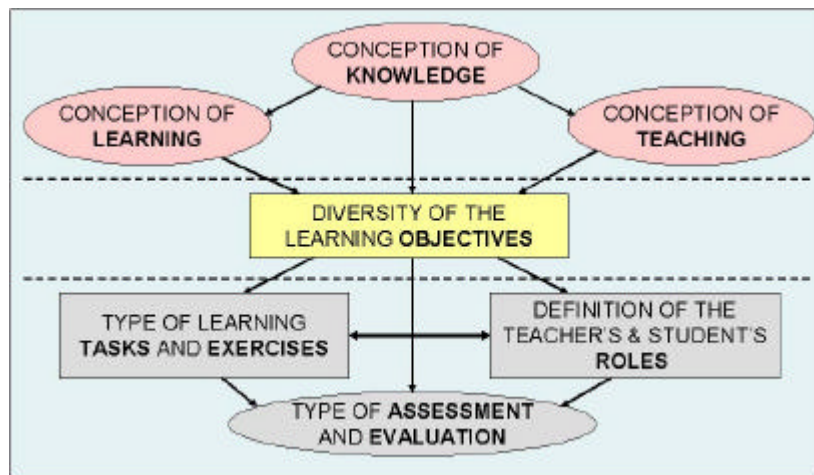 CONCEPTION OF
KNOWLEDGE
CONCEPTION OF
LEARNING
CONCEPTION OF
TEACHING
DIVERSITY OF THE
LEARNING OBJECTIVES
TYPE OF LEARNING
TASKS AND EXERCISES
DEFINITION OF THE
TEACHER'S & STUDENT'S
ROLES
TYPE OF ASSESSMENT
AND EVALUATION